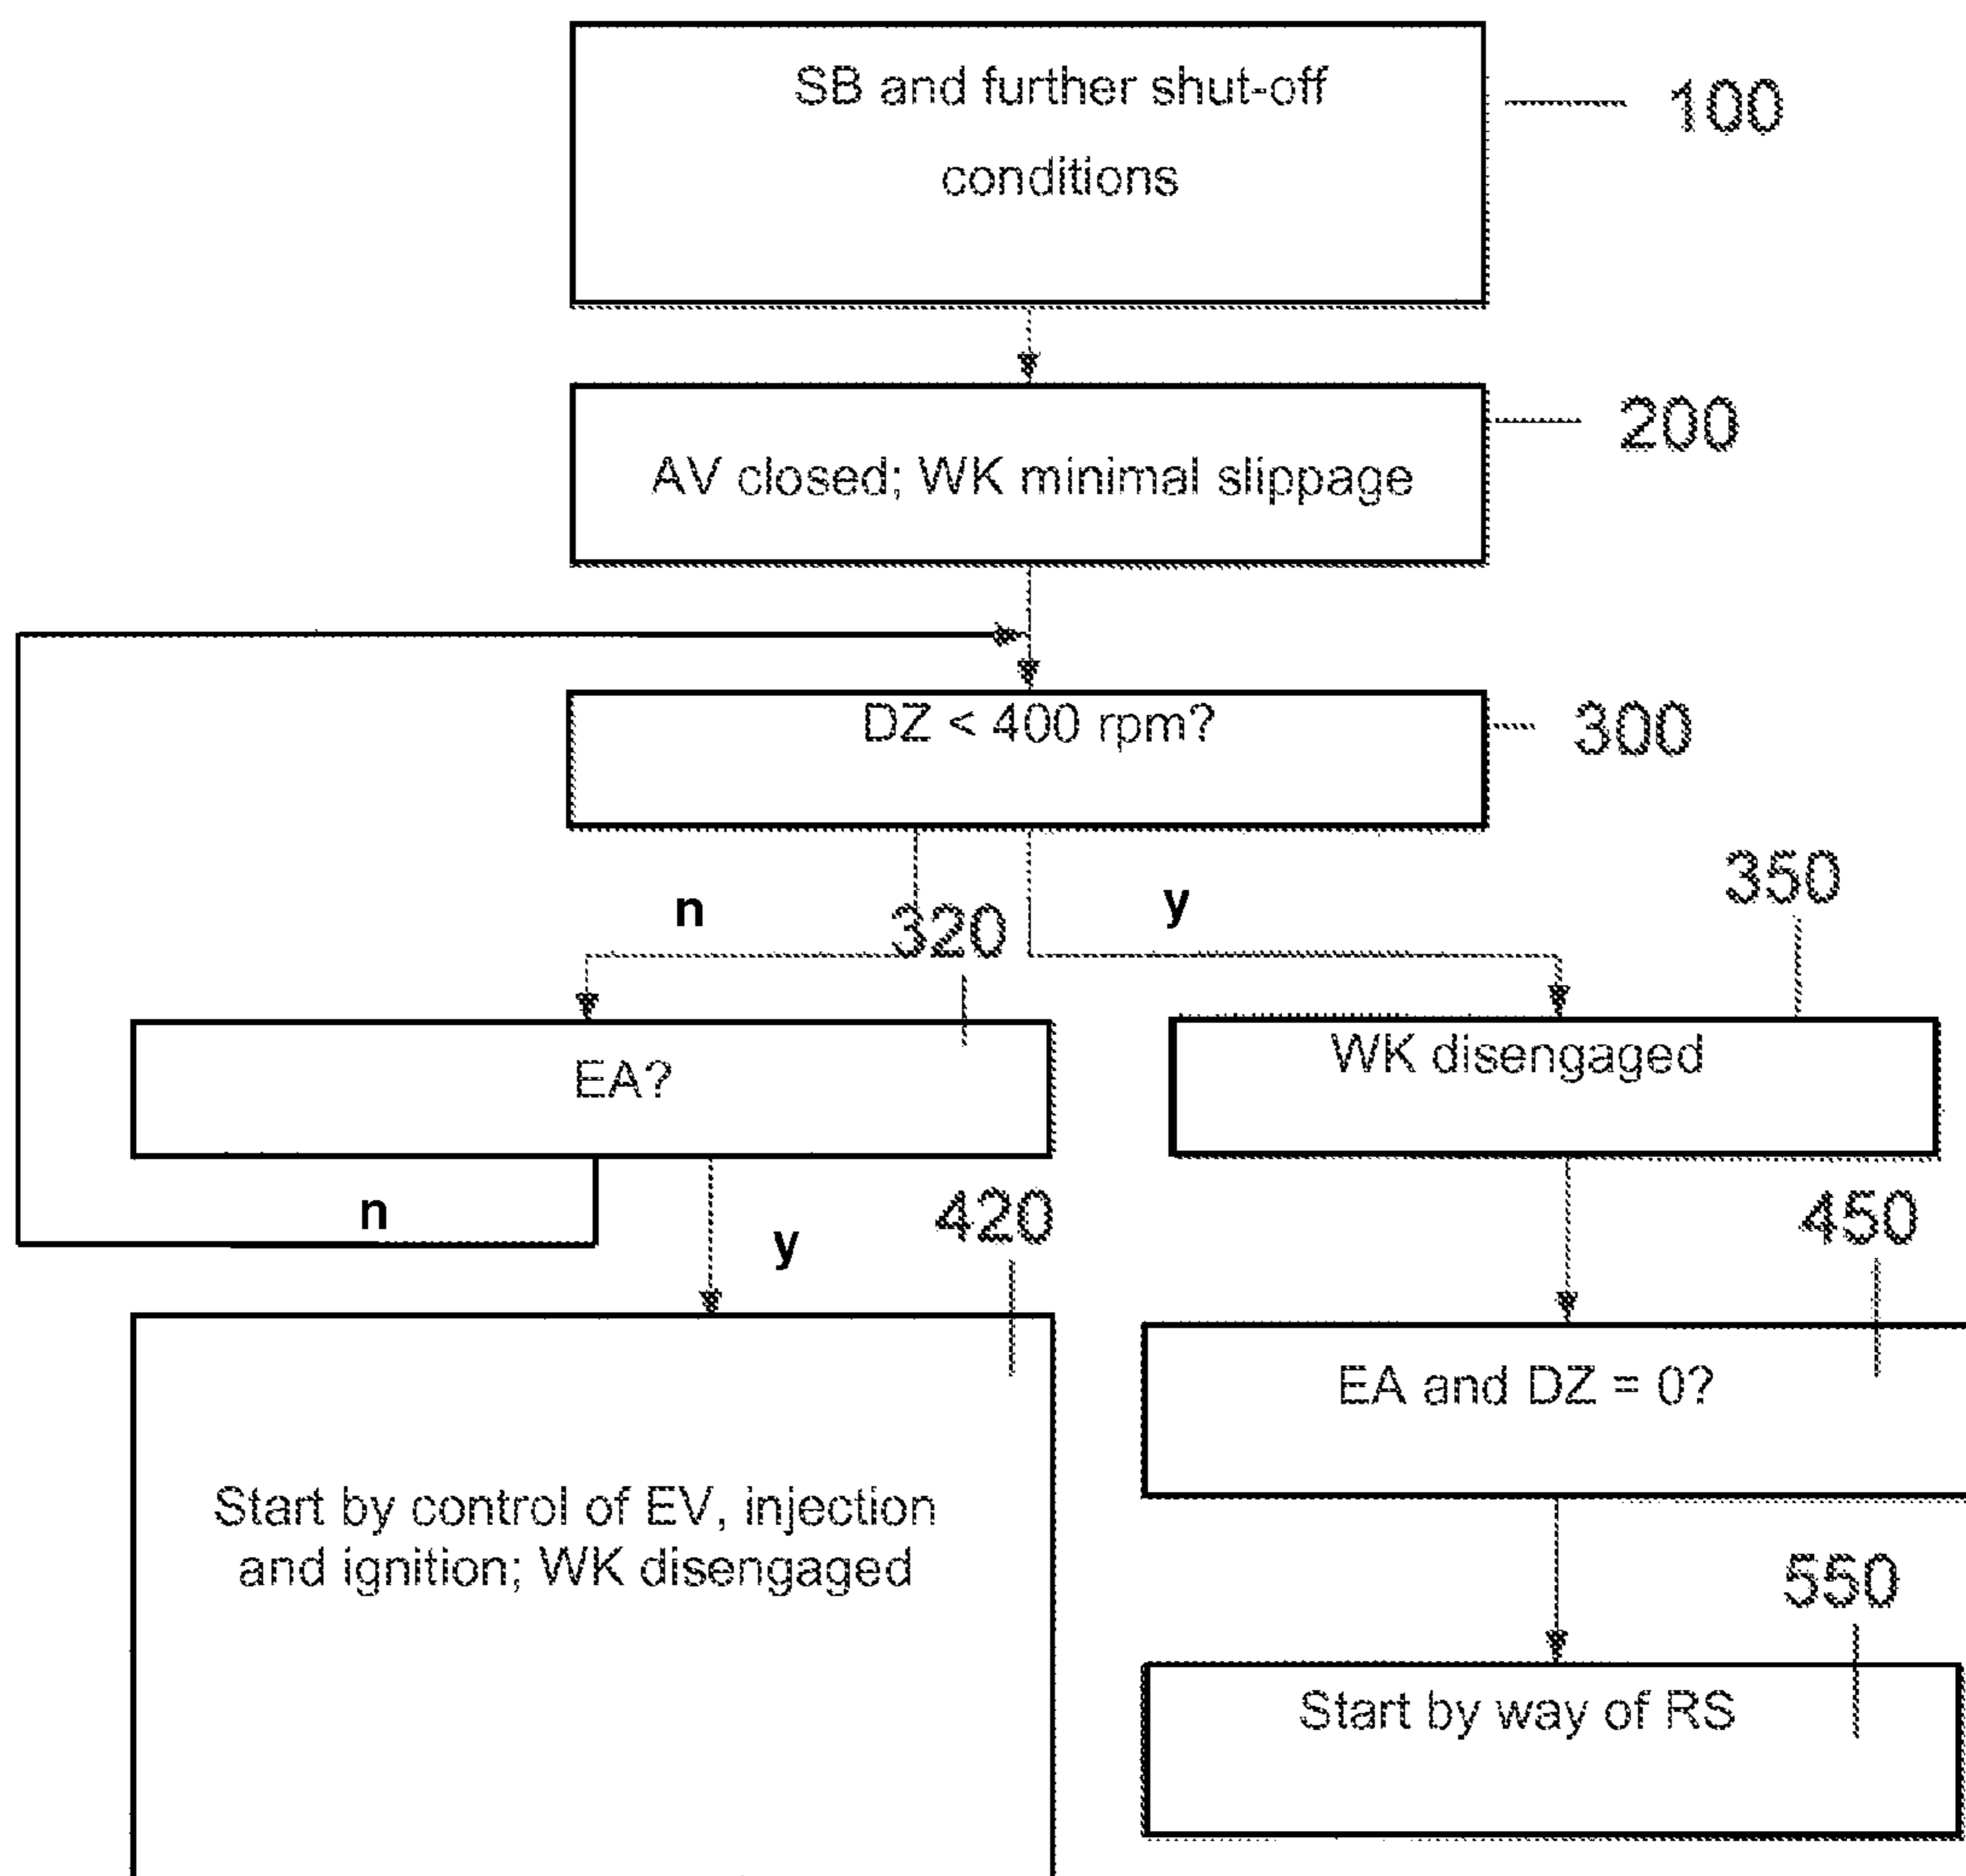 SB and further shut-off
conditions
100
AV closed; WK minimal slippage
200
DZ < 400 rpm?
300
n
320
y
350
EA?
WK disengaged
n
y
420
450
Start by control of EV, injection
and ignition; WK disengaged
EA and DZ = 0?
550
Start by way of RS